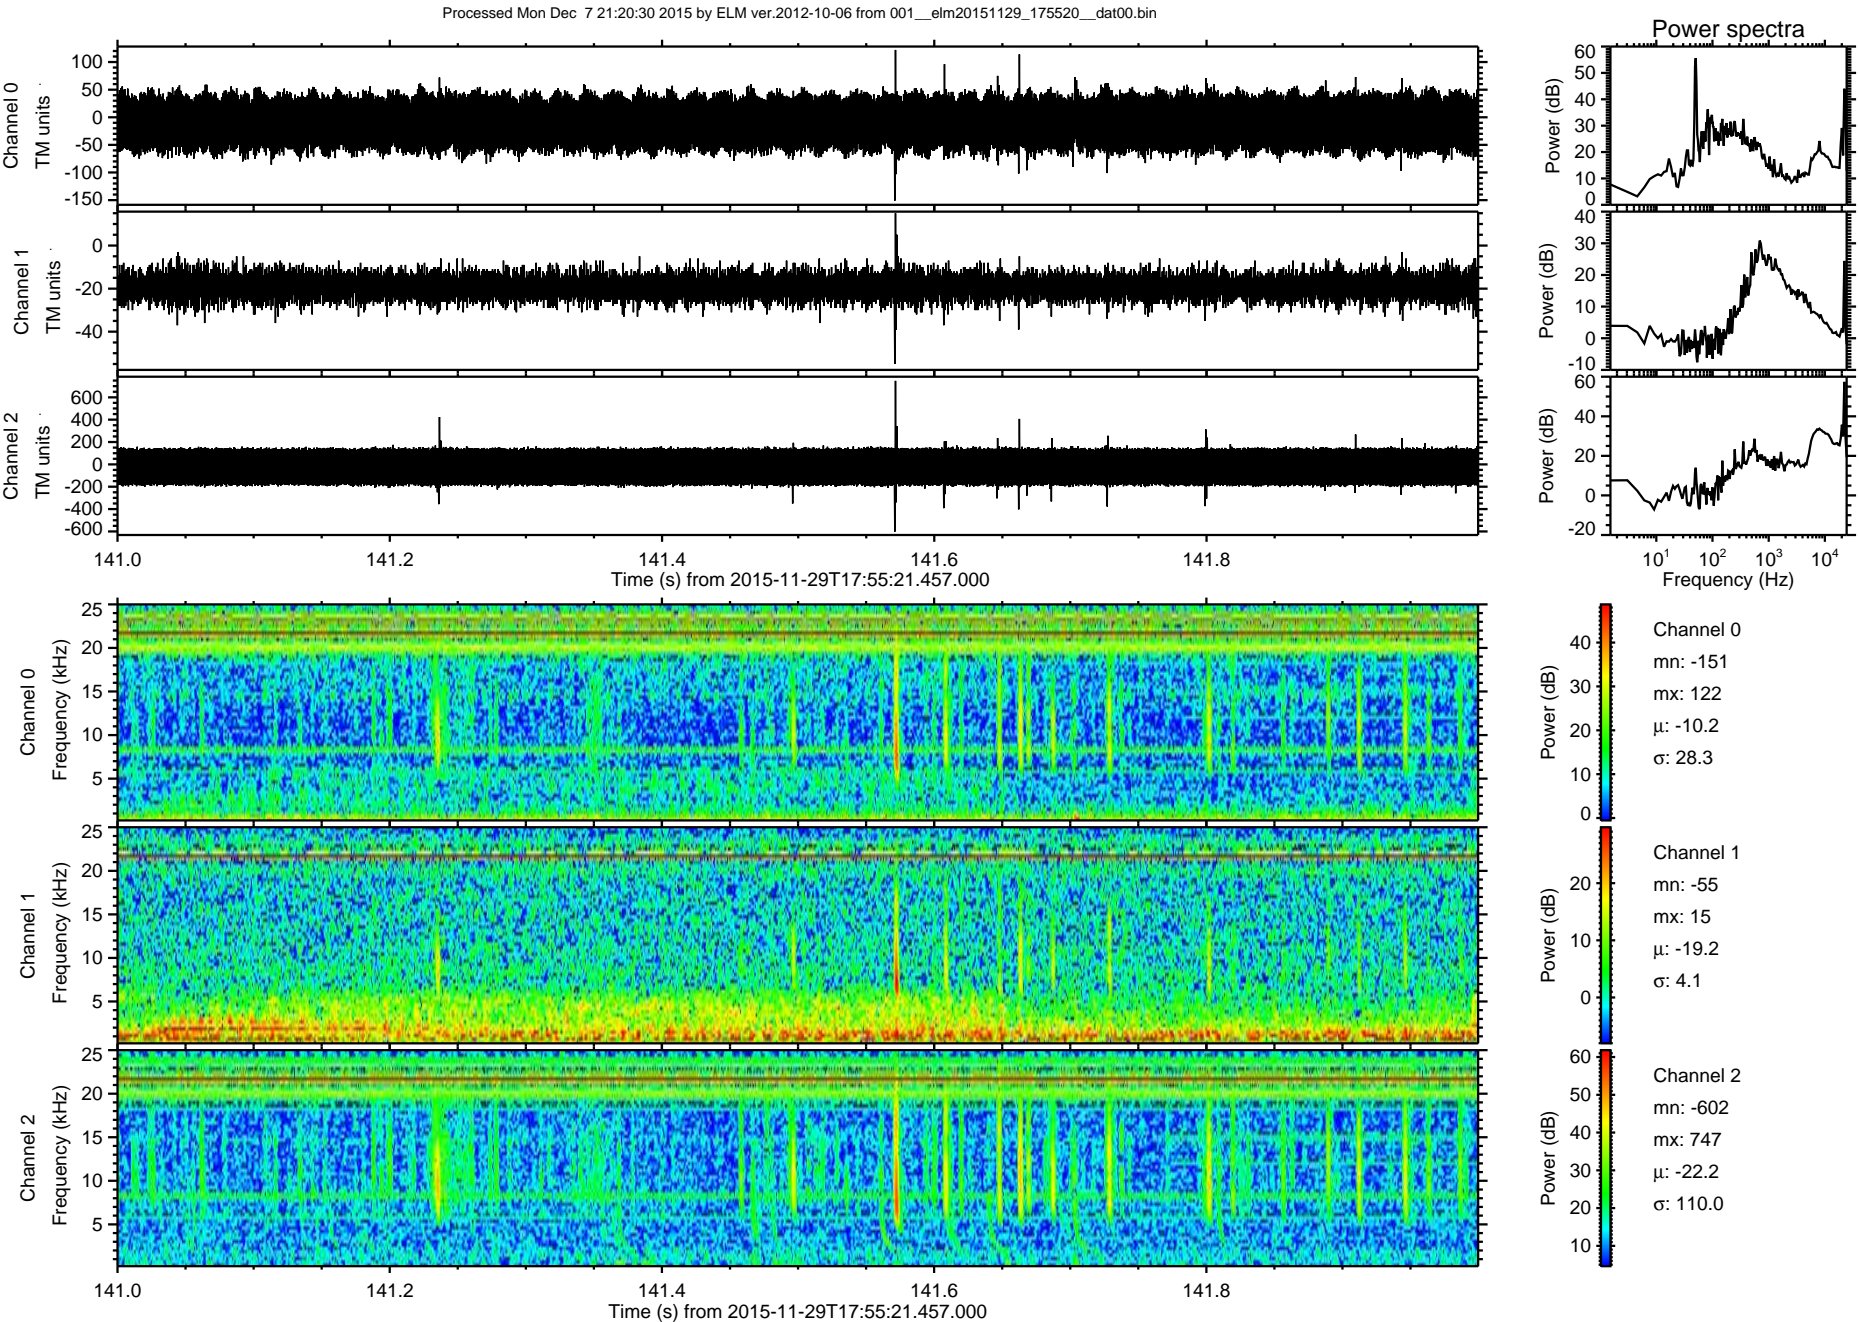 Processed Mon Dec  7 21:20:30 2015 by ELM ver.2012-10-06 from 001__elm20151129_175520__dat00.bin
Power spectra
Channel 0
TM units
100
50
0
-50
-100
-150
Power (dB)
60
50
40
30
20
10
0
Channel 1
TM units
0
-20
-40
Power (dB)
40
30
20
10
0
-10
Channel 2
TM units
600
400
200
0
-200
-400
-600
Power (dB)
60
40
20
0
-20
141.0
141.2
141.4
141.6
141.8
Time (s) from 2015-11-29T17:55:21.457.000
10^1
10^2
10^3
10^4
Frequency (Hz)
Channel 0
Frequency (kHz)
25
20
15
10
5
Power (dB)
40
30
20
10
0
Channel 0
mn: -151
mx: 122
μ: -10.2
σ: 28.3
Channel 1
Frequency (kHz)
25
20
15
10
5
Power (dB)
20
10
0
Channel 1
mn: -55
mx: 15
μ: -19.2
σ: 4.1
Channel 2
Frequency (kHz)
25
20
15
10
5
Power (dB)
60
50
40
30
20
10
Channel 2
mn: -602
mx: 747
μ: -22.2
σ: 110.0
141.0
141.2
141.4
141.6
141.8
Time (s) from 2015-11-29T17:55:21.457.000